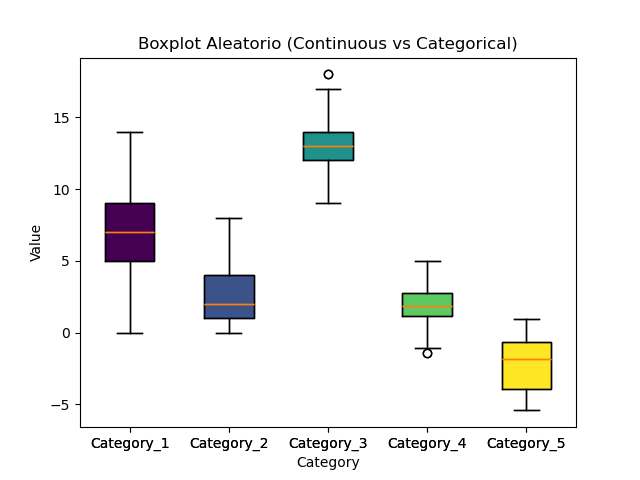 Boxplot Aleatorio (Continuous vs Categorical)
Value
15
10
5
0
−5
Category_1 Category_2 Category_3 Category_4 Category_5
Category